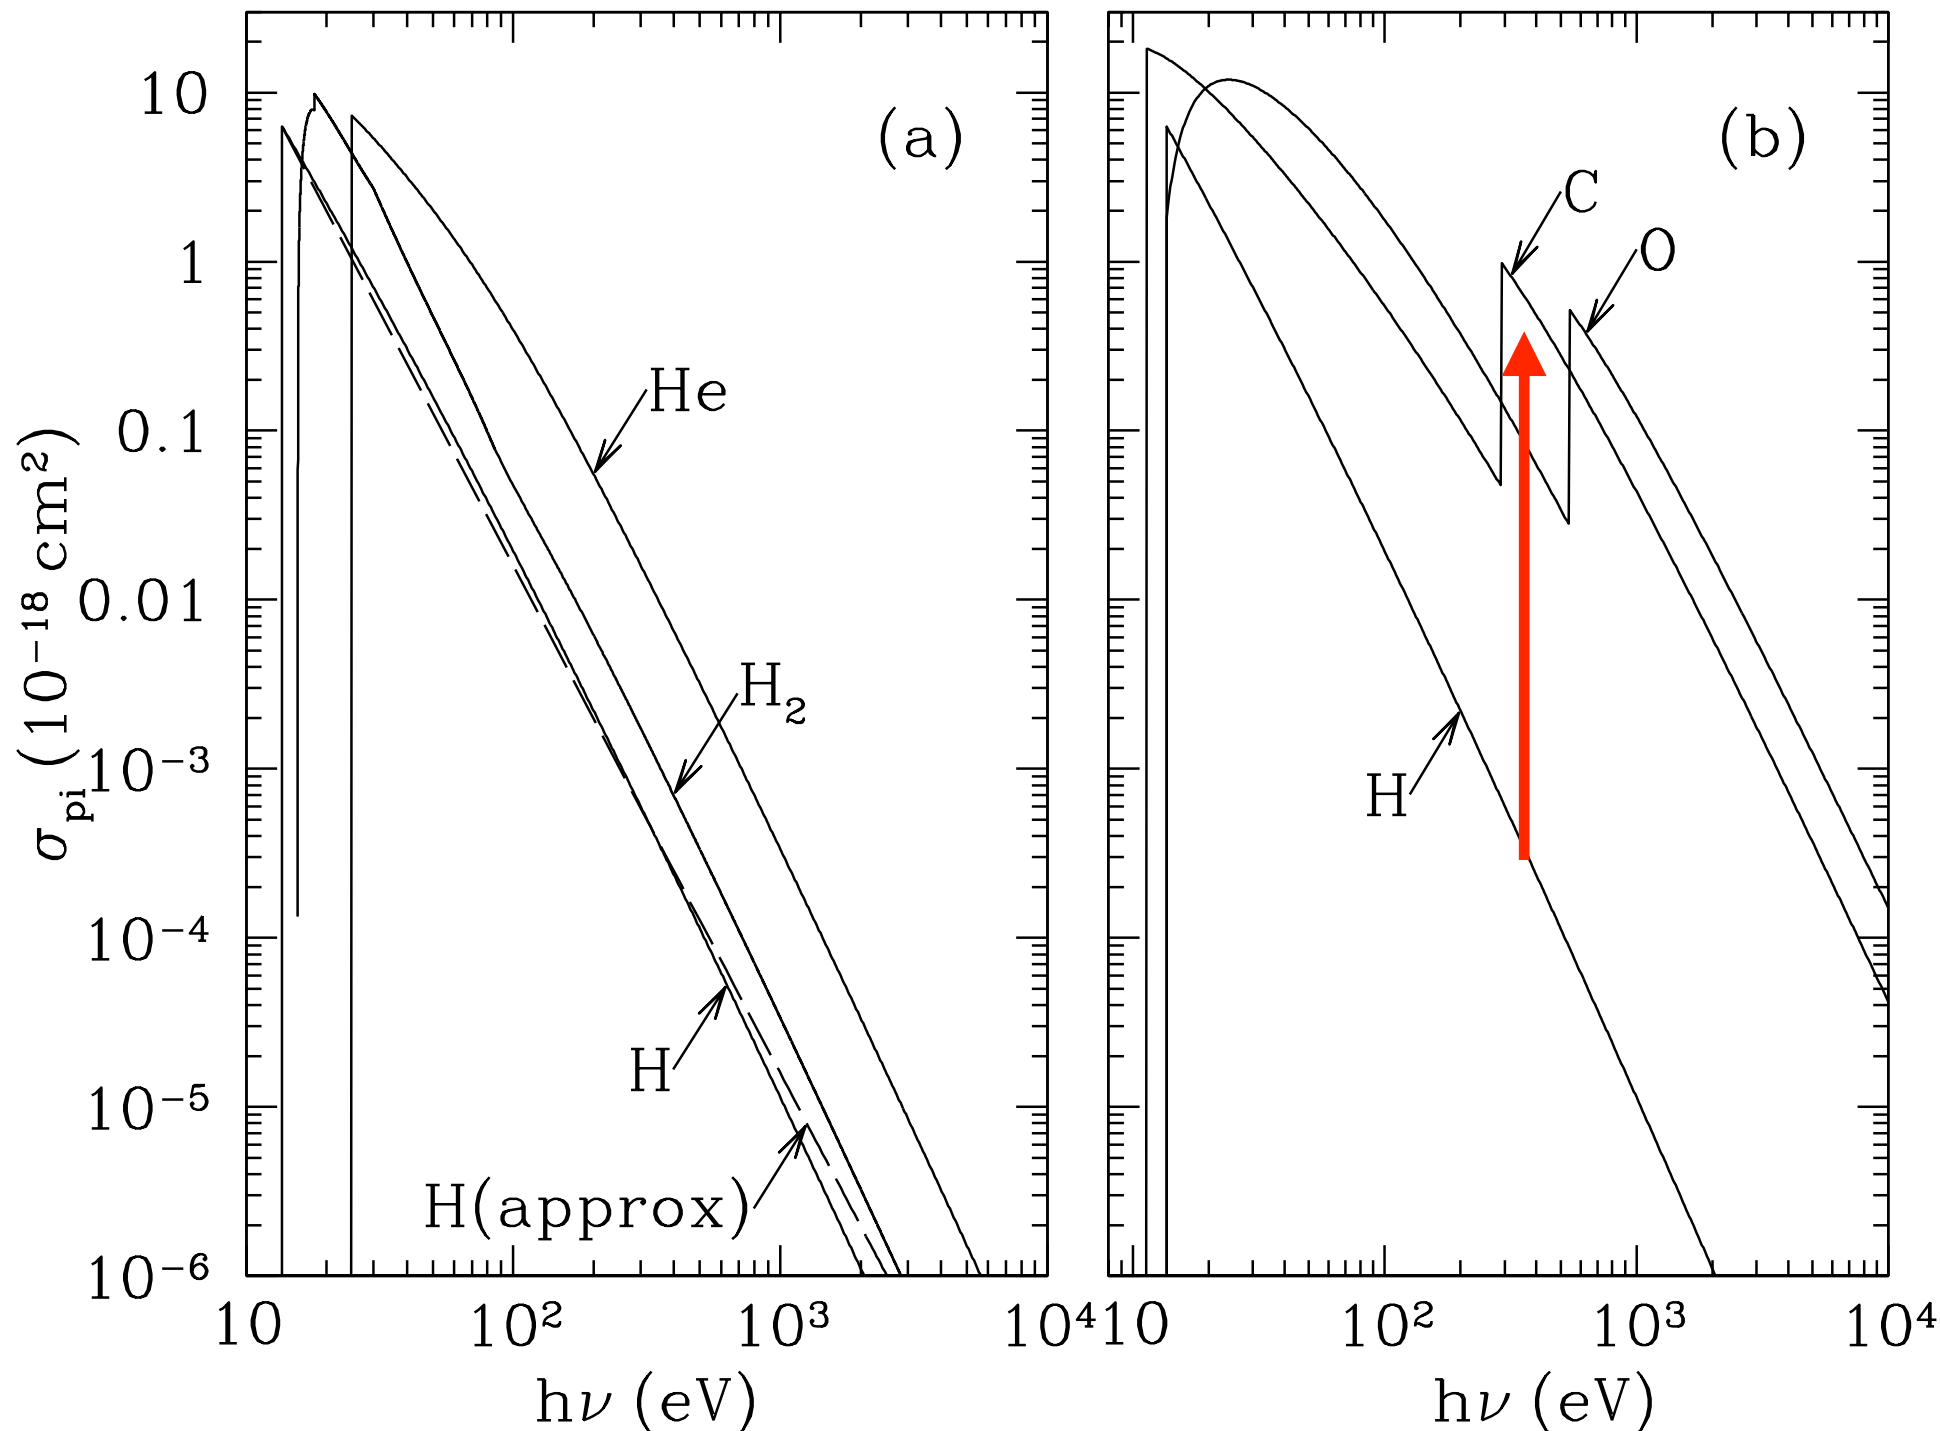 σpi (10⁻¹⁸ cm²)
10
1
0.1
0.01
10⁻³
10⁻⁴
10⁻⁵
10⁻⁶
(a)
He
H₂
H
H(approx)
10 10² 10³ 10⁴
hν (eV)
(b)
C
O
H
10 10² 10³ 10⁴
hν (eV)